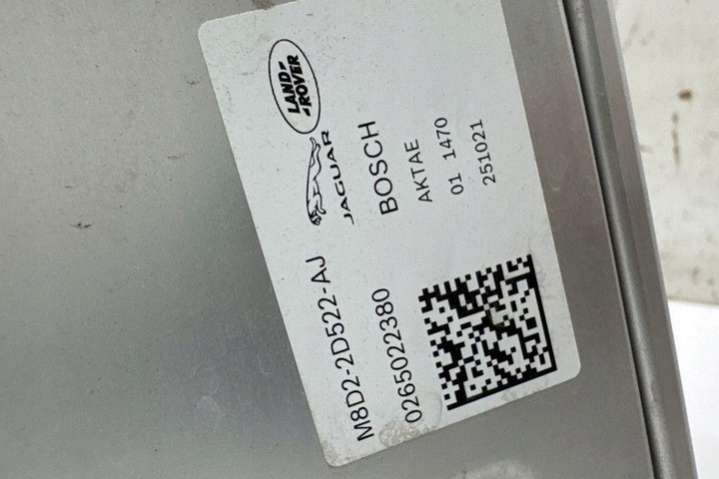 LAND-
-ROVER
JAGUAR
M8D2-2D522-AJ
BOSCH
0265022380
AKTAE
01 1470
251021